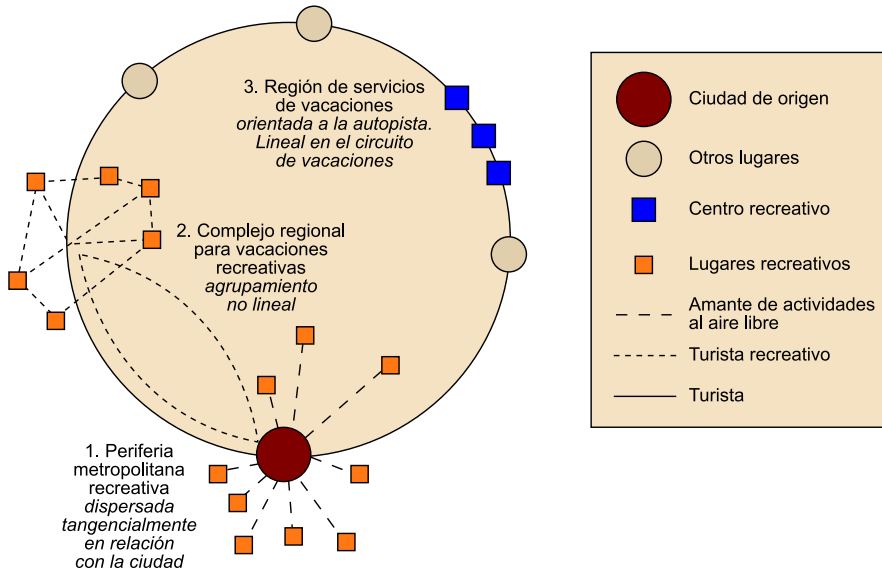 3. Región de servicios
de vacaciones
orientada a la autopista.
Lineal en el circuito
de vacaciones
2. Complejo regional
para vacaciones
recreativas
agrupamiento
no lineal
1. Periferia
metropolitana
recreativa
dispersada
tangencialmente
en relación
con la ciudad
Ciudad de origen
Otros lugares
Centro recreativo
Lugares recreativos
Amante de actividades
al aire libre
Turista recreativo
Turista